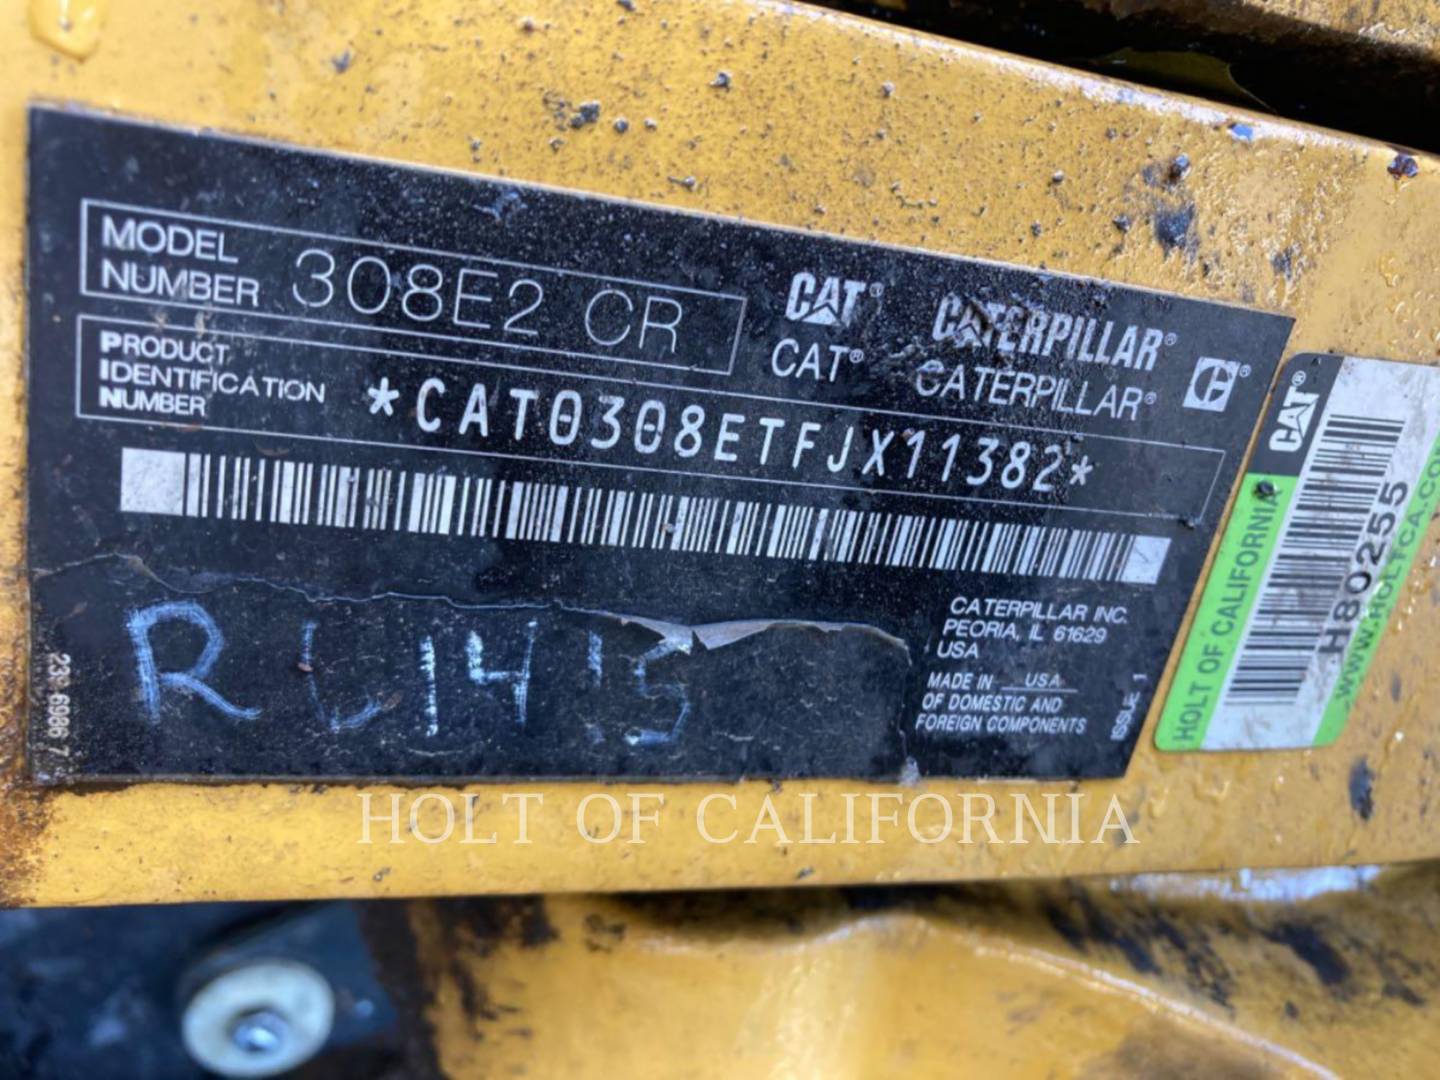 MODEL
NUMBER 308E2 CR
CAT® CATERPILLAR®
CAT® CATERPILLAR®
PRODUCT
IDENTIFICATION
NUMBER *CAT0308ETFJX11382*
CATERPILLAR INC.
PEORIA, IL 61629
USA
MADE IN USA
OF DOMESTIC AND
FOREIGN COMPONENTS
ISSUE 1
CAT®
HOLT OF CALIFORNIA
H80255
WWW.HOLTCA.COM
HOLT OF CALIFORNIA